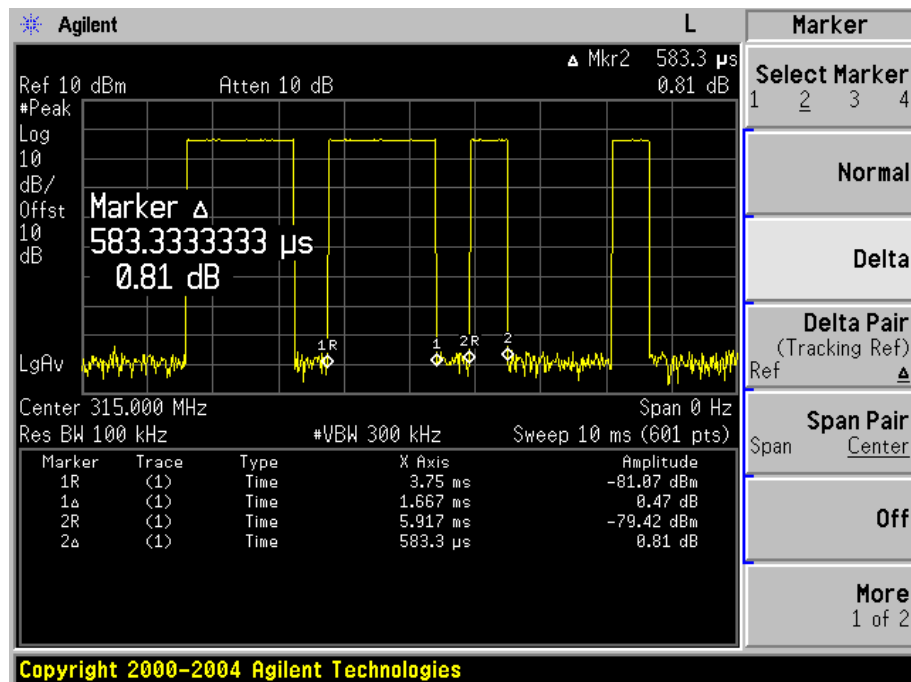 Agilent L Marker
Δ Mkr2 583.3 µs
Ref 10 dBm Atten 10 dB 0.81 dB
#Peak
Log
10
dB/
Offst
10
dB
Marker Δ
583.3333333 µs
0.81 dB
1R 1 2R 2
LgAv
Center 315.000 MHz Span 0 Hz
Res BW 100 kHz #VBW 300 kHz Sweep 10 ms (601 pts)
Marker Trace Type X Axis Amplitude
1R (1) Time 3.75 ms -81.07 dBm
1Δ (1) Time 1.667 ms 0.47 dB
2R (1) Time 5.917 ms -79.42 dBm
2Δ (1) Time 583.3 µs 0.81 dB
Select Marker
1 2 3 4
Normal
Delta
Delta Pair
(Tracking Ref)
Ref Δ
Span Pair
Span Center
Off
More
1 of 2
Copyright 2000-2004 Agilent Technologies